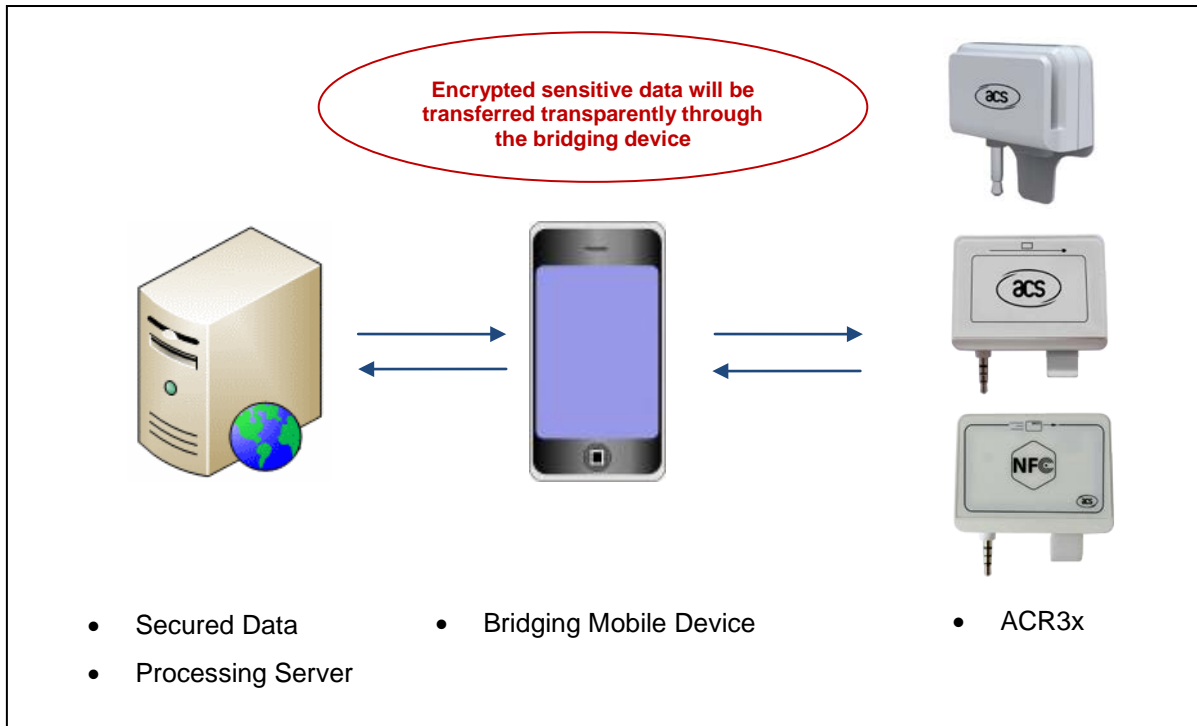 Encrypted sensitive data will be
transferred transparently through
the bridging device
acs
acs
NFC
acs
• Secured Data
• Processing Server
• Bridging Mobile Device
• ACR3x